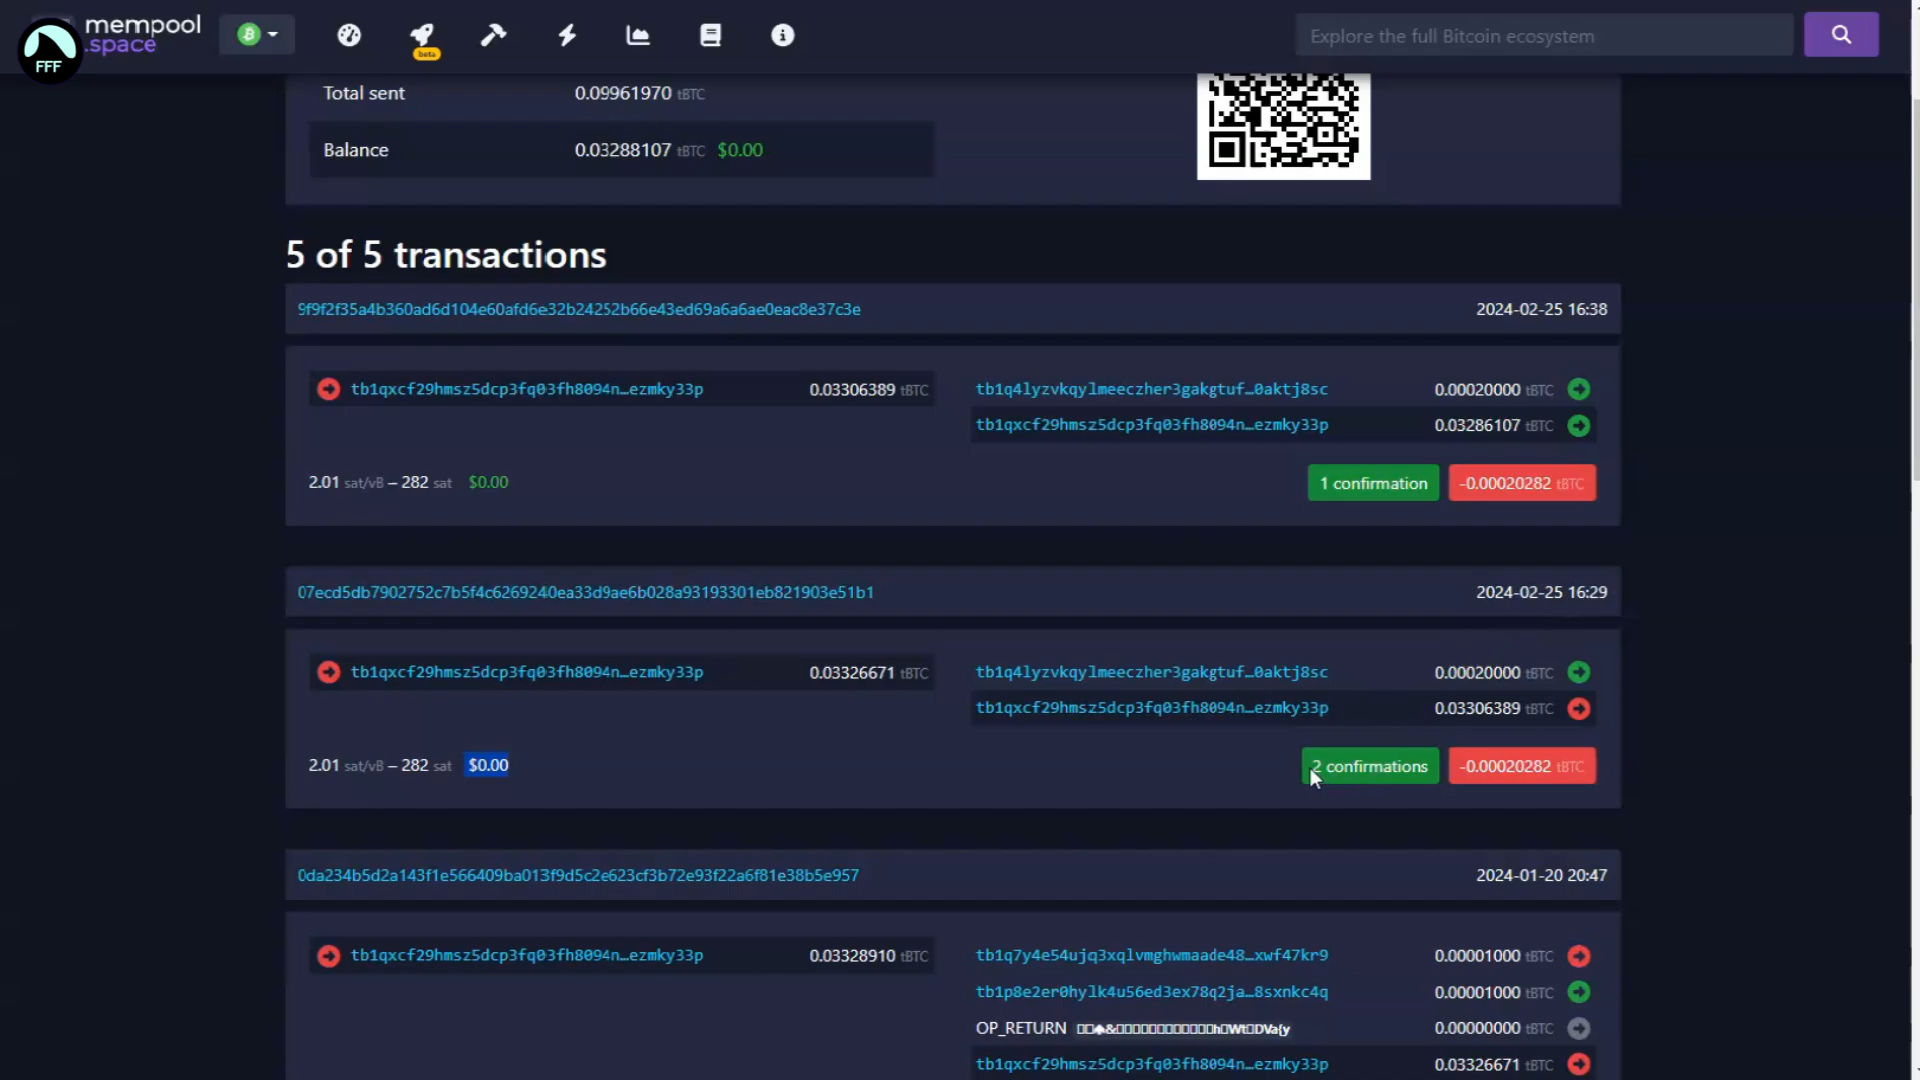 FFF
mempool
.space
beta
Explore the full Bitcoin ecosystem
Total sent 0.09961970 tBTC
Balance 0.03288107 tBTC $0.00
5 of 5 transactions
9f9f2f35a4b360ad6d104e60afd6e32b24252b66e43ed69a6a6ae0eac8e37c3e 2024-02-25 16:38
tb1qxcf29hmsz5dcp3fq03fh8094n…ezmky33p 0.03306389 tBTC tb1q4lyzvkqylmeeczher3gakgtuf…0aktj8sc 0.00020000 tBTC
tb1qxcf29hmsz5dcp3fq03fh8094n…ezmky33p 0.03286107 tBTC
2.01 sat/vB – 282 sat $0.00 1 confirmation -0.00020282 tBTC
07ecd5db7902752c7b5f4c6269240ea33d9ae6b028a93193301eb821903e51b1 2024-02-25 16:29
tb1qxcf29hmsz5dcp3fq03fh8094n…ezmky33p 0.03326671 tBTC tb1q4lyzvkqylmeeczher3gakgtuf…0aktj8sc 0.00020000 tBTC
tb1qxcf29hmsz5dcp3fq03fh8094n…ezmky33p 0.03306389 tBTC
2.01 sat/vB – 282 sat $0.00 2 confirmations -0.00020282 tBTC
0da234b5d2a143f1e566409ba013f9d5c2e623cf3b72e93f22a6f81e38b5e957 2024-01-20 20:47
tb1qxcf29hmsz5dcp3fq03fh8094n…ezmky33p 0.03328910 tBTC tb1q7y4e54ujq3xqlvmghwmaade48…xwf47kr9 0.00001000 tBTC
tb1p8e2er0hylk4u56ed3ex78q2ja…8sxnkc4q 0.00001000 tBTC
OP_RETURN 0.00000000 tBTC
tb1qxcf29hmsz5dcp3fq03fh8094n…ezmky33p 0.03326671 tBTC